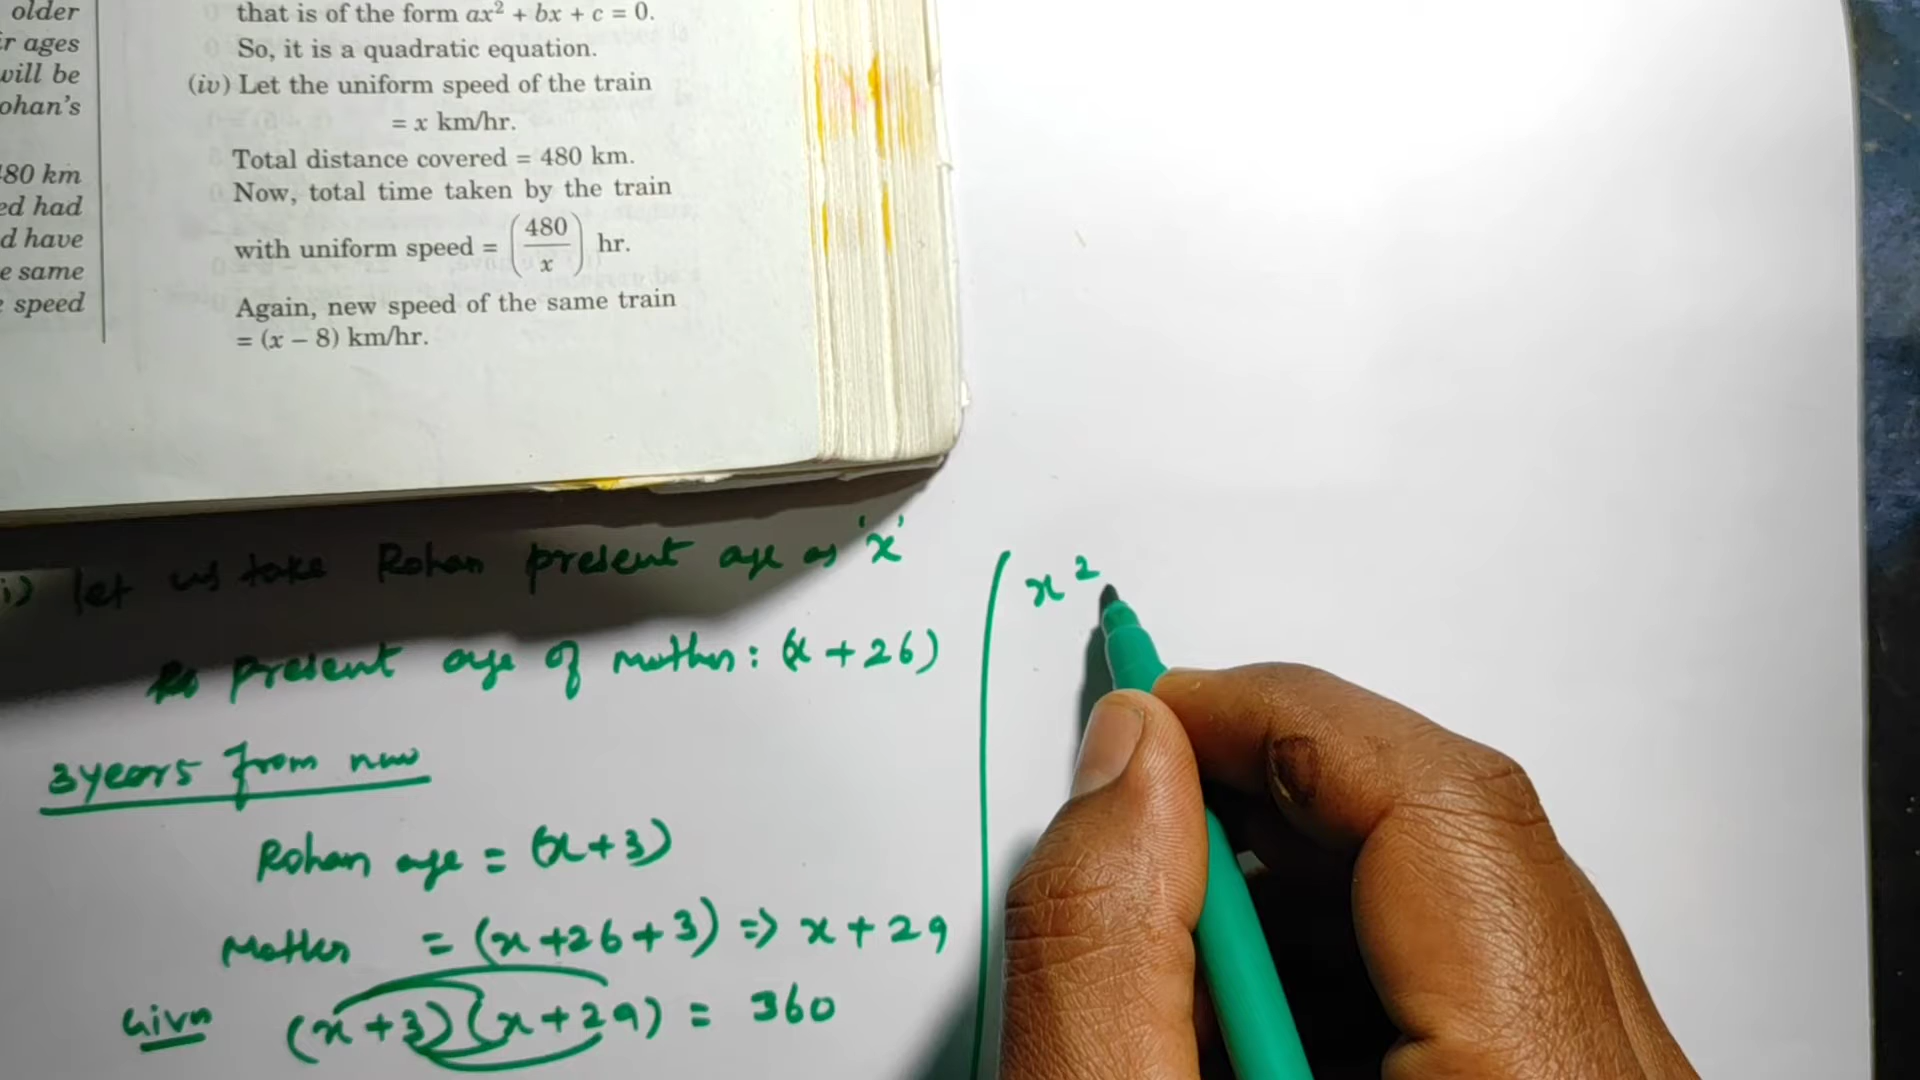 older
r ages
will be
ohan's
480 km
ed had
d have
e same
speed
that is of the form ax² + bx + c = 0.
So, it is a quadratic equation.
(iv) Let the uniform speed of the train
= x km/hr.
Total distance covered = 480 km.
Now, total time taken by the train
with uniform speed = (480/x) hr.
Again, new speed of the same train
= (x – 8) km/hr.
i) let us take Rohan present age as 'x'
present age of mother: (x + 26)
3 years from now
Rohan age = (x+3)
Mother = (x+26+3) => x+29
Givn (x+3)(x+29) = 360
x²